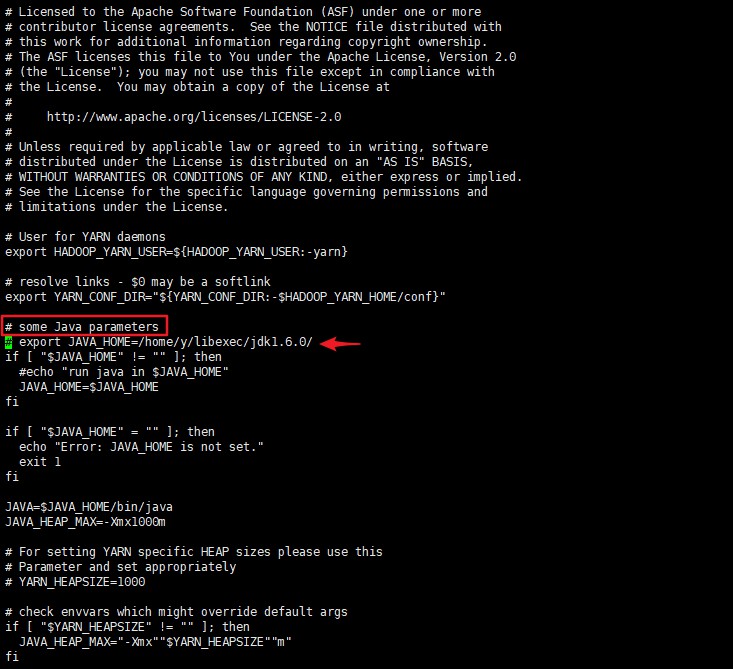 # Licensed to the Apache Software Foundation (ASF) under one or more
# contributor license agreements.  See the NOTICE file distributed with
# this work for additional information regarding copyright ownership.
# The ASF licenses this file to You under the Apache License, Version 2.0
# (the "License"); you may not use this file except in compliance with
# the License.  You may obtain a copy of the License at
#
#     http://www.apache.org/licenses/LICENSE-2.0
#
# Unless required by applicable law or agreed to in writing, software
# distributed under the License is distributed on an "AS IS" BASIS,
# WITHOUT WARRANTIES OR CONDITIONS OF ANY KIND, either express or implied.
# See the License for the specific language governing permissions and
# limitations under the License.

# User for YARN daemons
export HADOOP_YARN_USER=${HADOOP_YARN_USER:-yarn}

# resolve links - $0 may be a softlink
export YARN_CONF_DIR="${YARN_CONF_DIR:-$HADOOP_YARN_HOME/conf}"

# some Java parameters
# export JAVA_HOME=/home/y/libexec/jdk1.6.0/
if [ "$JAVA_HOME" != "" ]; then
  #echo "run java in $JAVA_HOME"
  JAVA_HOME=$JAVA_HOME
fi

if [ "$JAVA_HOME" = "" ]; then
  echo "Error: JAVA_HOME is not set."
  exit 1
fi

JAVA=$JAVA_HOME/bin/java
JAVA_HEAP_MAX=-Xmx1000m

# For setting YARN specific HEAP sizes please use this
# Parameter and set appropriately
# YARN_HEAPSIZE=1000

# check envvars which might override default args
if [ "$YARN_HEAPSIZE" != "" ]; then
  JAVA_HEAP_MAX="-Xmx""$YARN_HEAPSIZE""m"
fi